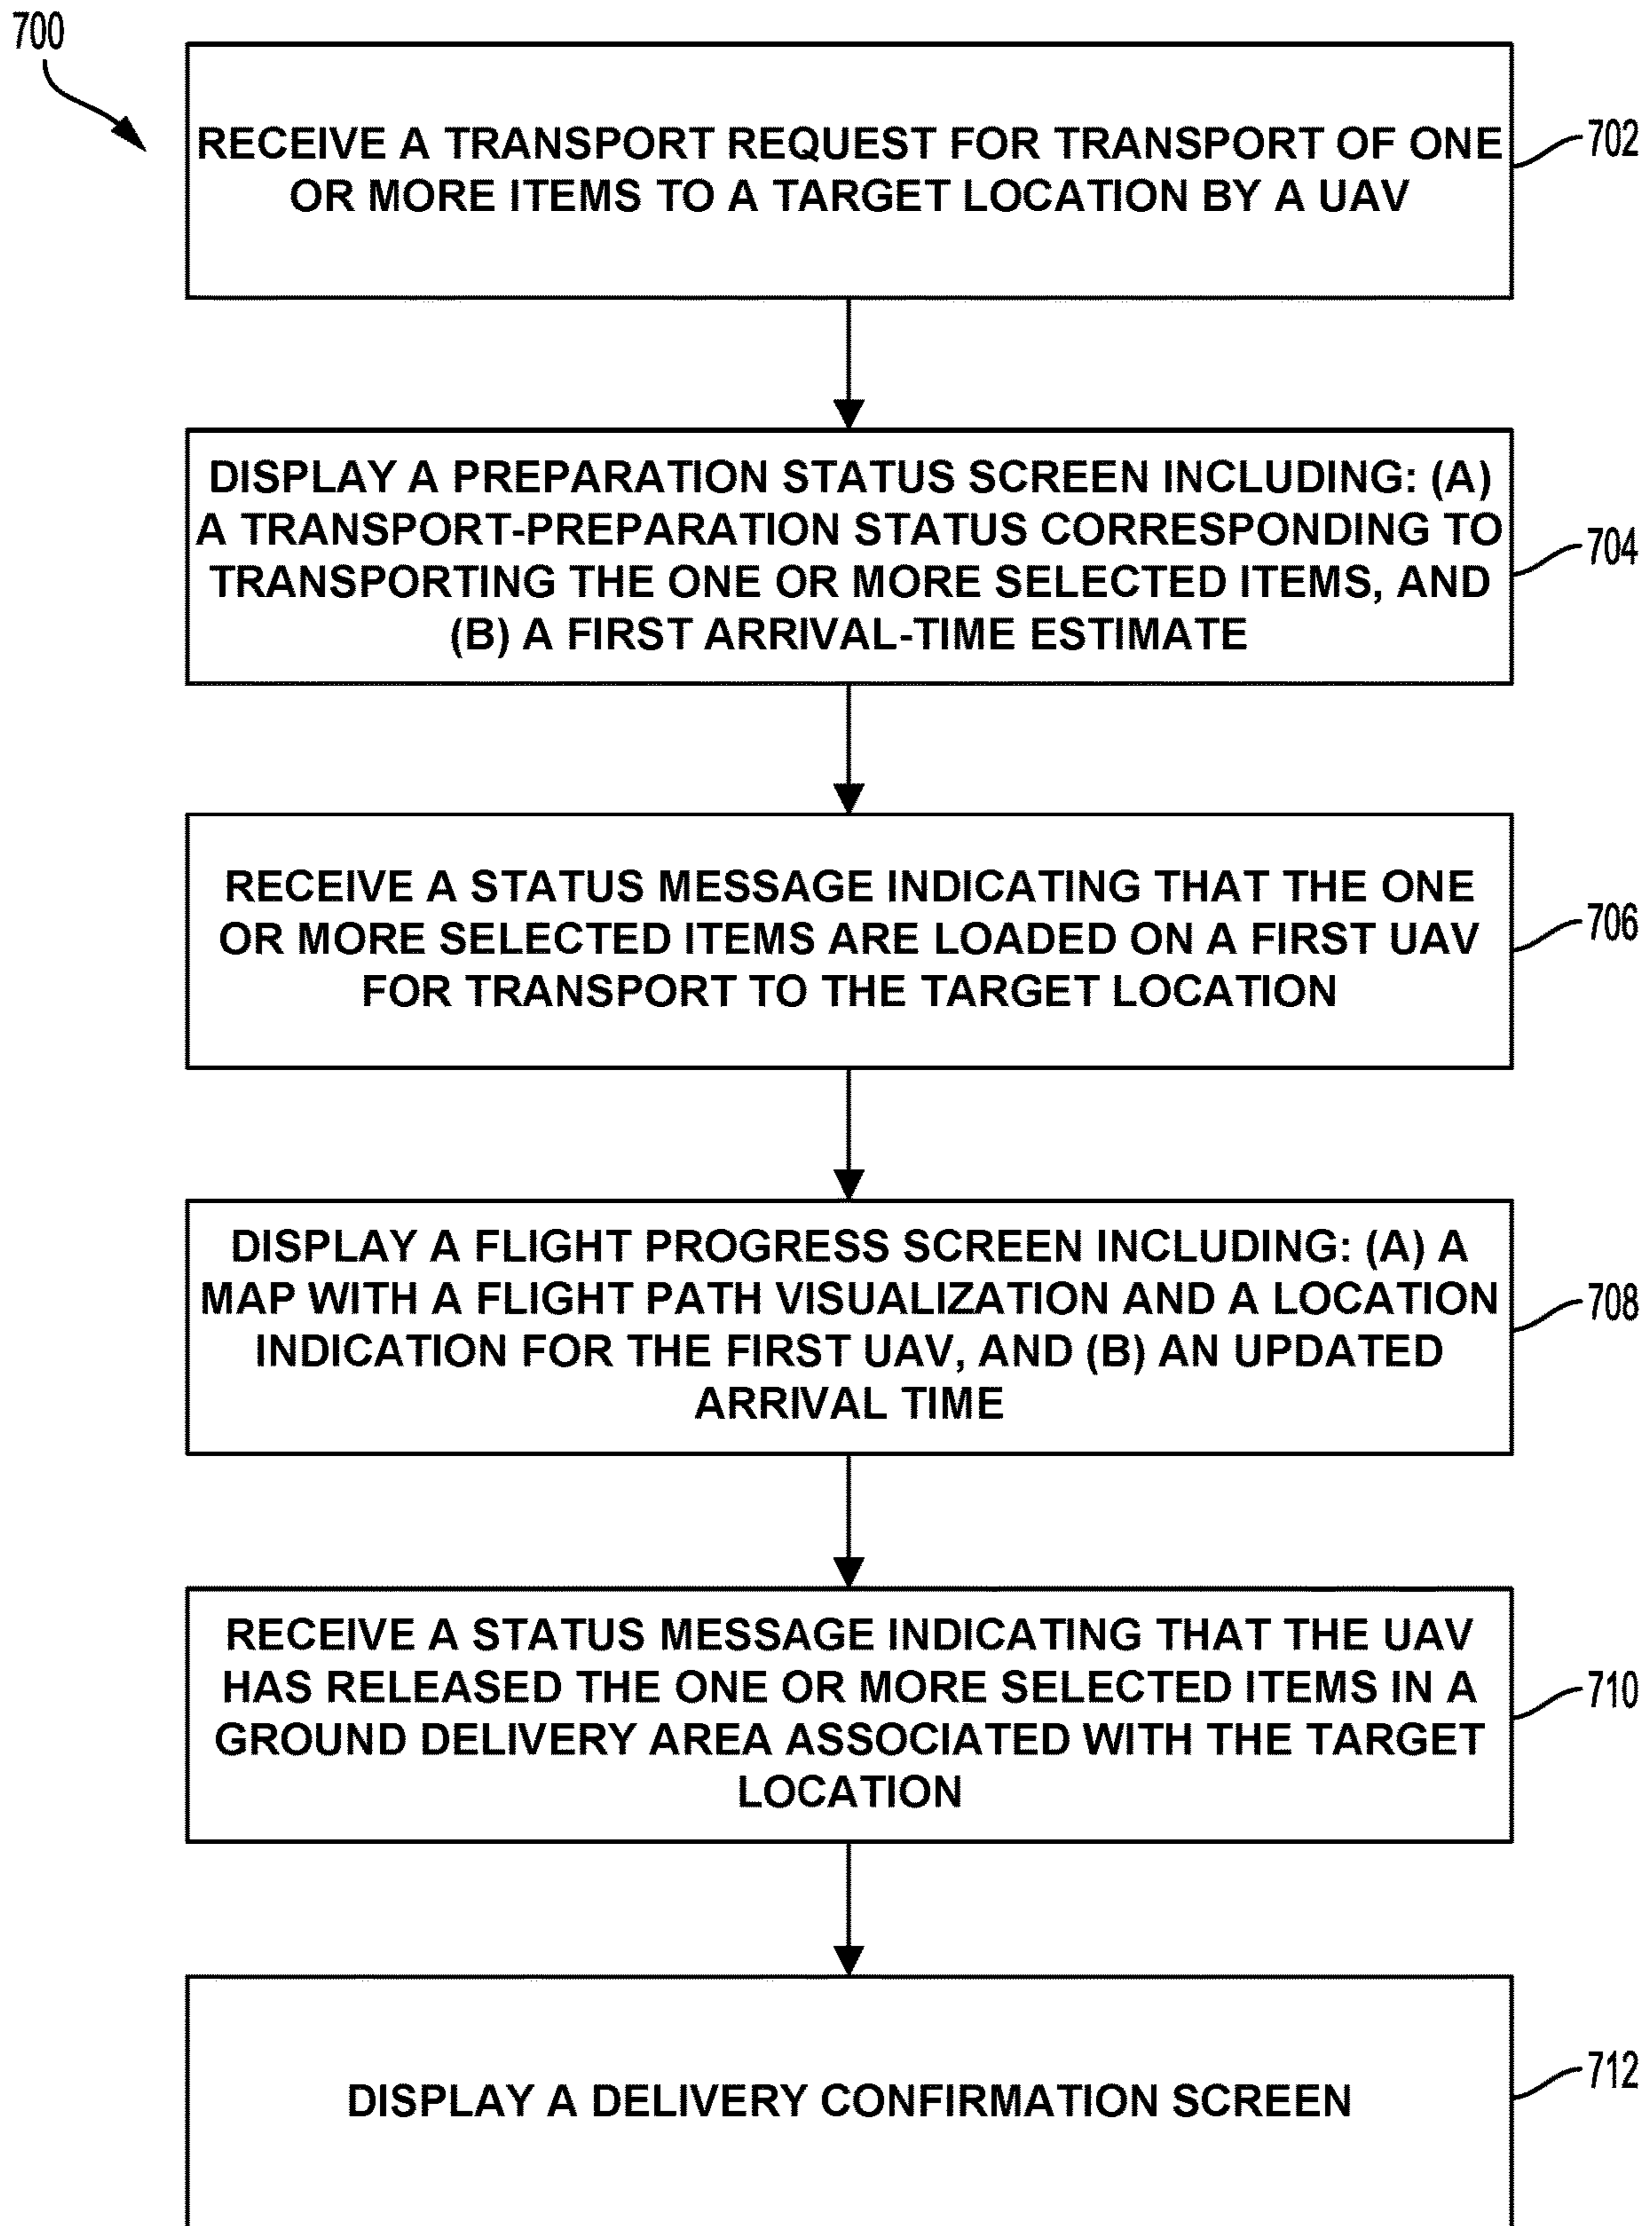 700
RECEIVE A TRANSPORT REQUEST FOR TRANSPORT OF ONE
OR MORE ITEMS TO A TARGET LOCATION BY A UAV
702
DISPLAY A PREPARATION STATUS SCREEN INCLUDING: (A)
A TRANSPORT-PREPARATION STATUS CORRESPONDING TO
TRANSPORTING THE ONE OR MORE SELECTED ITEMS, AND
(B) A FIRST ARRIVAL-TIME ESTIMATE
704
RECEIVE A STATUS MESSAGE INDICATING THAT THE ONE
OR MORE SELECTED ITEMS ARE LOADED ON A FIRST UAV
FOR TRANSPORT TO THE TARGET LOCATION
706
DISPLAY A FLIGHT PROGRESS SCREEN INCLUDING: (A) A
MAP WITH A FLIGHT PATH VISUALIZATION AND A LOCATION
INDICATION FOR THE FIRST UAV, AND (B) AN UPDATED
ARRIVAL TIME
708
RECEIVE A STATUS MESSAGE INDICATING THAT THE UAV
HAS RELEASED THE ONE OR MORE SELECTED ITEMS IN A
GROUND DELIVERY AREA ASSOCIATED WITH THE TARGET
LOCATION
710
DISPLAY A DELIVERY CONFIRMATION SCREEN
712